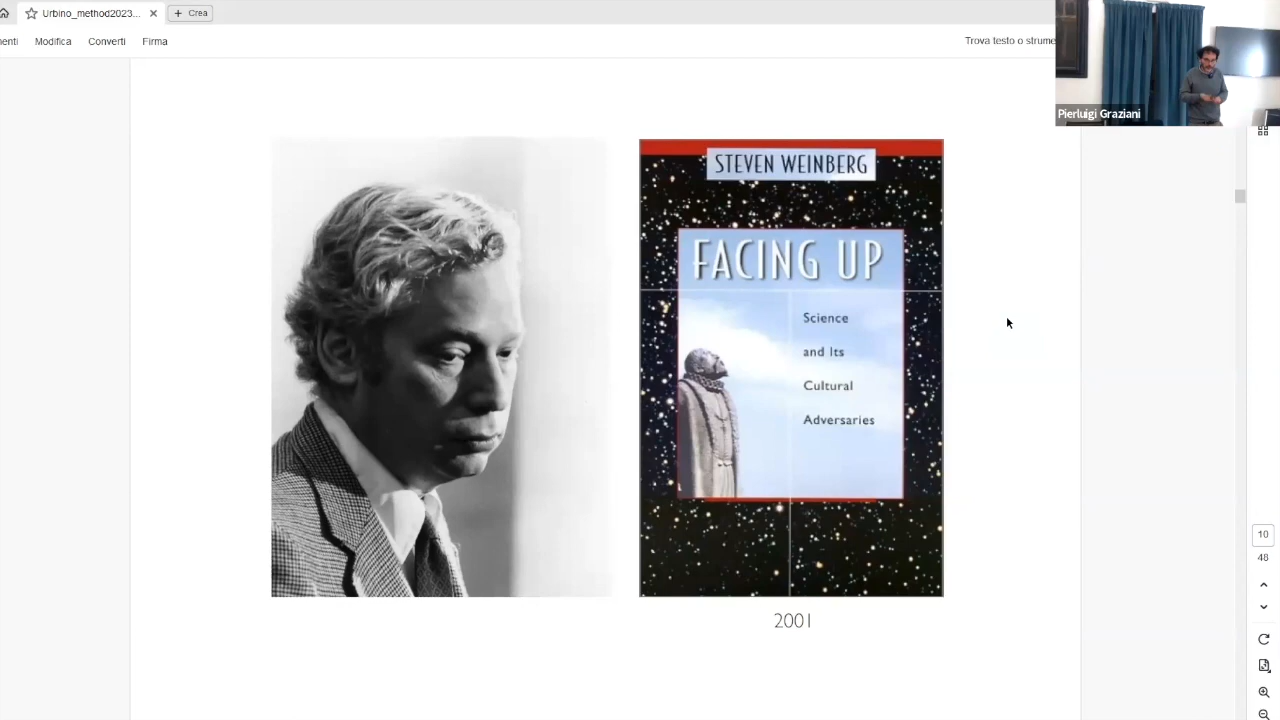 Urbino_method2023...
Crea
enti
Modifica
Converti
Firma
Trova testo o strume
Pierluigi Graziani
STEVEN WEINBERG
FACING UP
Science
and Its
Cultural
Adversaries
2001
10
48